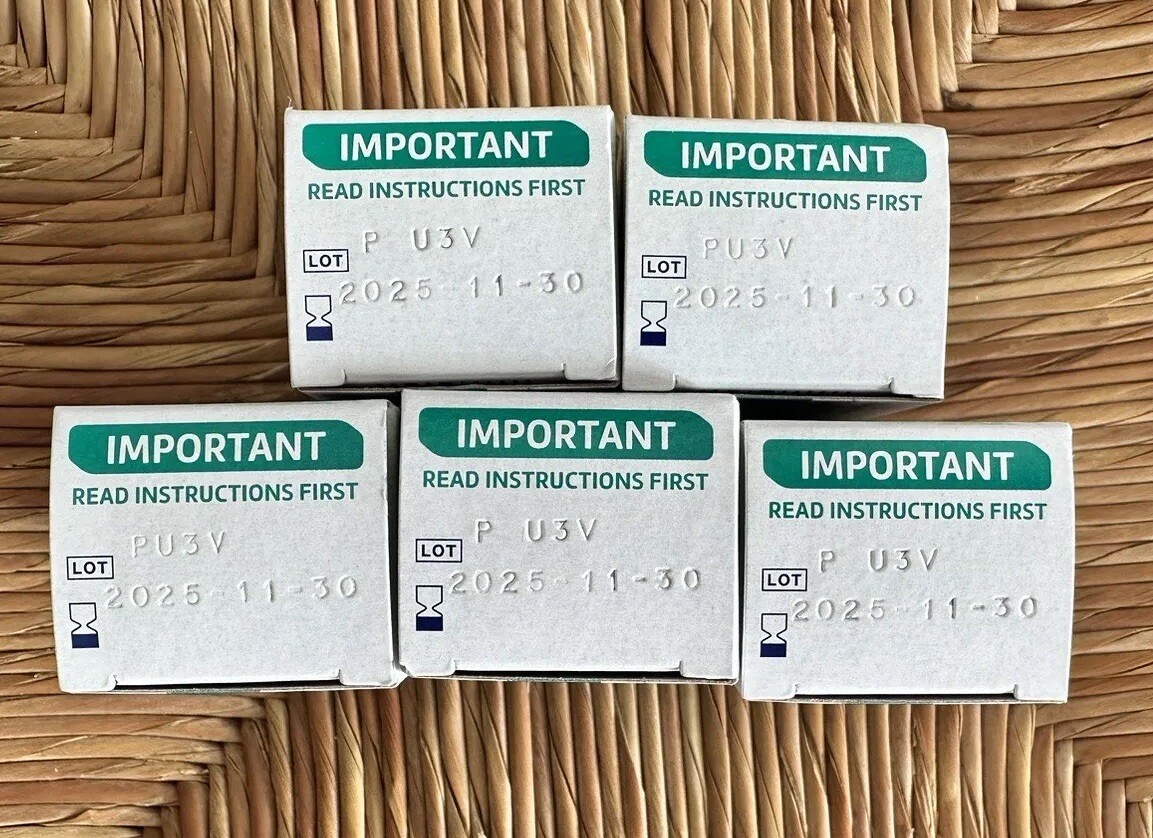 IMPORTANT
READ INSTRUCTIONS FIRST
P U3V
LOT
2025-11-30
IMPORTANT
READ INSTRUCTIONS FIRST
PU3V
LOT
2025-11-30
IMPORTANT
READ INSTRUCTIONS FIRST
PU3V
LOT
2025-11-30
IMPORTANT
READ INSTRUCTIONS FIRST
P U3V
LOT
2025-11-30
IMPORTANT
READ INSTRUCTIONS FIRST
P U3V
LOT
2025-11-30